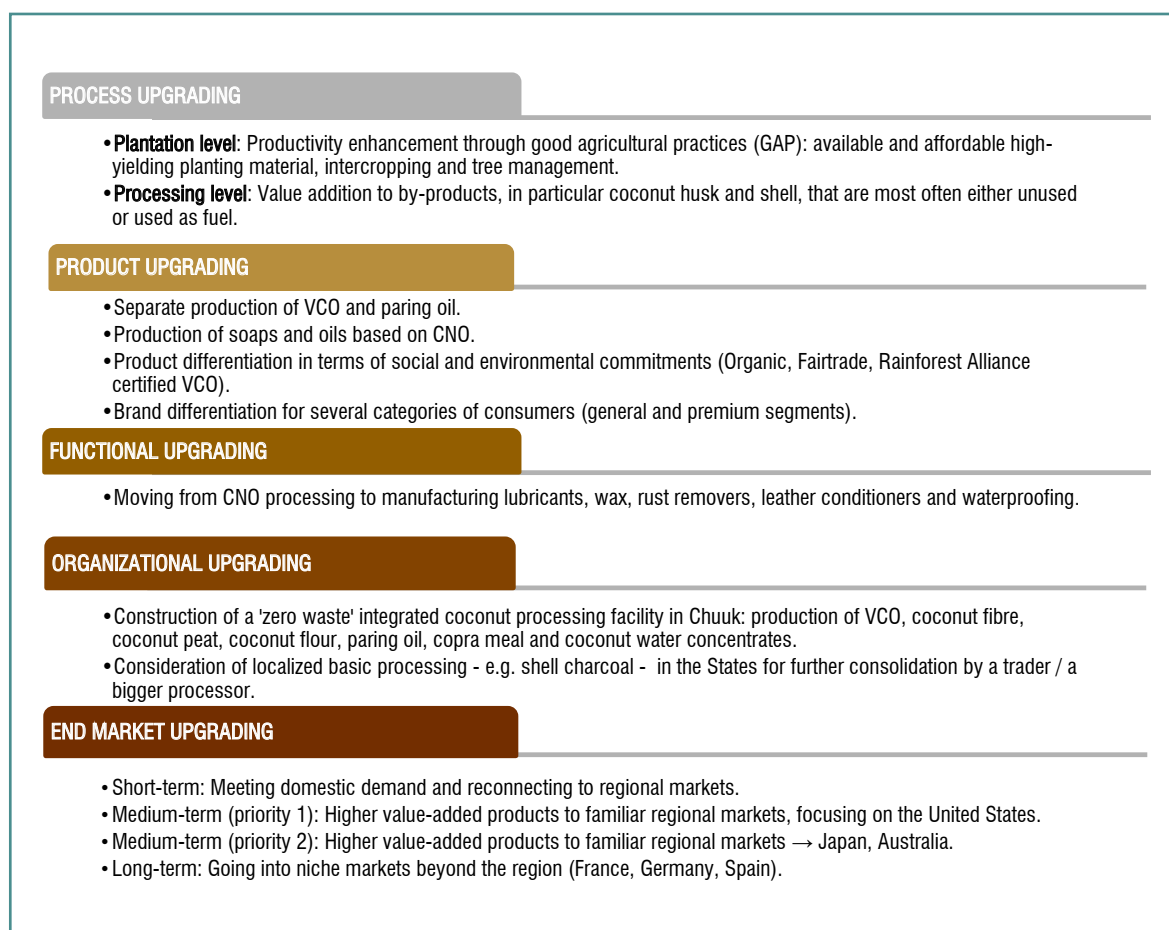 PROCESS UPGRADING
•Plantation level: Productivity enhancement through good agricultural practices (GAP): available and affordable high-
yielding planting material, intercropping and tree management.
•Processing level: Value addition to by-products, in particular coconut husk and shell, that are most often either unused
or used as fuel.
PRODUCT UPGRADING
•Separate production of VCO and paring oil.
•Production of soaps and oils based on CNO.
•Product differentiation in terms of social and environmental commitments (Organic, Fairtrade, Rainforest Alliance
certified VCO).
•Brand differentiation for several categories of consumers (general and premium segments).
FUNCTIONAL UPGRADING
•Moving from CNO processing to manufacturing lubricants, wax, rust removers, leather conditioners and waterproofing.
ORGANIZATIONAL UPGRADING
•Construction of a 'zero waste' integrated coconut processing facility in Chuuk: production of VCO, coconut fibre,
coconut peat, coconut flour, paring oil, copra meal and coconut water concentrates.
•Consideration of localized basic processing - e.g. shell charcoal - in the States for further consolidation by a trader / a
bigger processor.
END MARKET UPGRADING
•Short-term: Meeting domestic demand and reconnecting to regional markets.
•Medium-term (priority 1): Higher value-added products to familiar regional markets, focusing on the United States.
•Medium-term (priority 2): Higher value-added products to familiar regional markets → Japan, Australia.
•Long-term: Going into niche markets beyond the region (France, Germany, Spain).